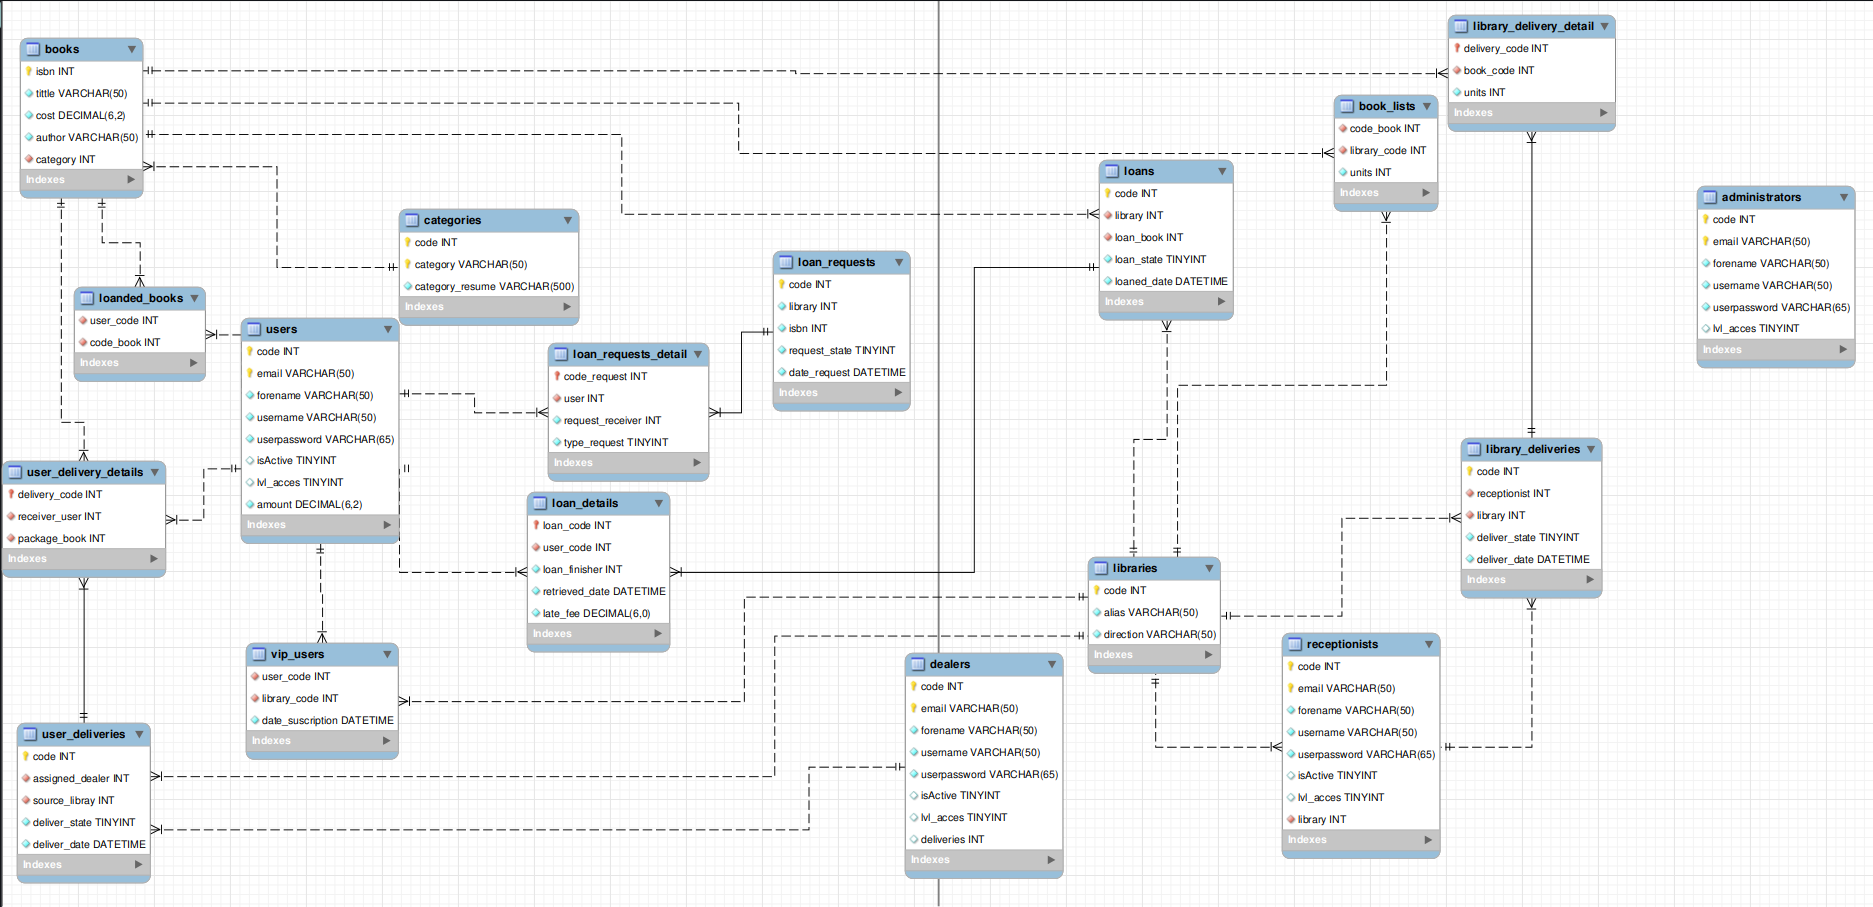 books
isbn INT
tittle VARCHAR(50)
cost DECIMAL(6,2)
author VARCHAR(50)
category INT
Indexes
categories
code INT
category VARCHAR(50)
category_resume VARCHAR(500)
Indexes
loanded_books
user_code INT
code_book INT
Indexes
users
code INT
email VARCHAR(50)
forename VARCHAR(50)
username VARCHAR(50)
userpassword VARCHAR(65)
isActive TINYINT
lvl_acces TINYINT
amount DECIMAL(6,2)
Indexes
user_delivery_details
delivery_code INT
receiver_user INT
package_book INT
Indexes
vip_users
user_code INT
library_code INT
date_suscription DATETIME
Indexes
user_deliveries
code INT
assigned_dealer INT
source_libray INT
deliver_state TINYINT
deliver_date DATETIME
Indexes
loan_requests_detail
code_request INT
user INT
request_receiver INT
type_request TINYINT
Indexes
loan_details
loan_code INT
user_code INT
loan_finisher INT
retrieved_date DATETIME
late_fee DECIMAL(6,0)
Indexes
loan_requests
code INT
library INT
isbn INT
request_state TINYINT
date_request DATETIME
Indexes
dealers
code INT
email VARCHAR(50)
forename VARCHAR(50)
username VARCHAR(50)
userpassword VARCHAR(65)
isActive TINYINT
lvl_acces TINYINT
deliveries INT
Indexes
loans
code INT
library INT
loan_book INT
loan_state TINYINT
loaned_date DATETIME
Indexes
libraries
code INT
alias VARCHAR(50)
direction VARCHAR(50)
Indexes
book_lists
code_book INT
library_code INT
units INT
Indexes
library_delivery_detail
delivery_code INT
book_code INT
units INT
Indexes
library_deliveries
code INT
receptionist INT
library INT
deliver_state TINYINT
deliver_date DATETIME
Indexes
receptionists
code INT
email VARCHAR(50)
forename VARCHAR(50)
username VARCHAR(50)
userpassword VARCHAR(65)
isActive TINYINT
lvl_acces TINYINT
library INT
Indexes
administrators
code INT
email VARCHAR(50)
forename VARCHAR(50)
username VARCHAR(50)
userpassword VARCHAR(65)
lvl_acces TINYINT
Indexes